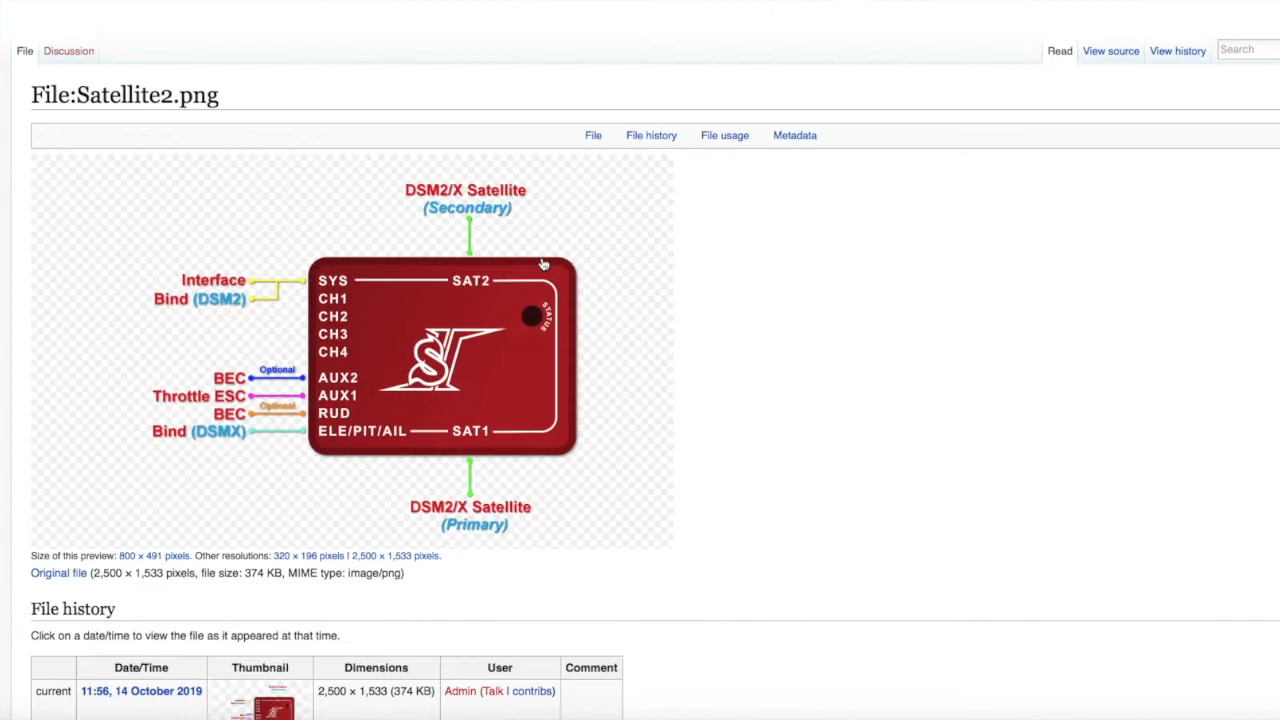 File Discussion Read View source View history Search
File:Satellite2.png
File File history File usage Metadata
DSM2/X Satellite
(Secondary)
Interface
Bind (DSM2)
SYS SAT2
CH1
CH2
CH3
CH4
STATUS
BEC Optional AUX2
Throttle ESC AUX1
BEC Optional RUD
Bind (DSMX) ELE/PIT/AIL SAT1
DSM2/X Satellite
(Primary)
Size of this preview: 800 × 491 pixels. Other resolutions: 320 × 196 pixels | 2,500 × 1,533 pixels.
Original file (2,500 × 1,533 pixels, file size: 374 KB, MIME type: image/png)
File history
Click on a date/time to view the file as it appeared at that time.
Date/Time Thumbnail Dimensions User Comment
current 11:56, 14 October 2019 2,500 × 1,533 (374 KB) Admin (Talk | contribs)